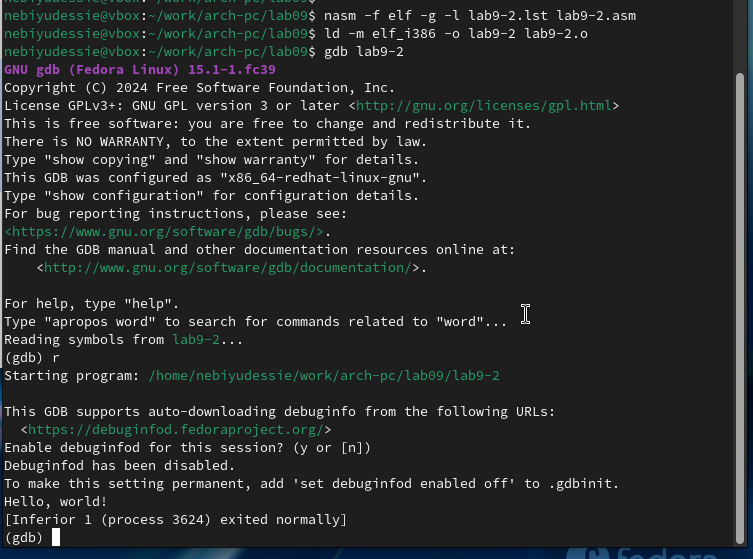 nebiyudessie@vbox:~/work/arch-pc/lab09$ nasm -f elf -g -l lab9-2.lst lab9-2.asm
nebiyudessie@vbox:~/work/arch-pc/lab09$ ld -m elf_i386 -o lab9-2 lab9-2.o
nebiyudessie@vbox:~/work/arch-pc/lab09$ gdb lab9-2
GNU gdb (Fedora Linux) 15.1-1.fc39
Copyright (C) 2024 Free Software Foundation, Inc.
License GPLv3+: GNU GPL version 3 or later <http://gnu.org/licenses/gpl.html>
This is free software: you are free to change and redistribute it.
There is NO WARRANTY, to the extent permitted by law.
Type "show copying" and "show warranty" for details.
This GDB was configured as "x86_64-redhat-linux-gnu".
Type "show configuration" for configuration details.
For bug reporting instructions, please see:
<https://www.gnu.org/software/gdb/bugs/>.
Find the GDB manual and other documentation resources online at:
    <http://www.gnu.org/software/gdb/documentation/>.

For help, type "help".
Type "apropos word" to search for commands related to "word"...
Reading symbols from lab9-2...
(gdb) r
Starting program: /home/nebiyudessie/work/arch-pc/lab09/lab9-2

This GDB supports auto-downloading debuginfo from the following URLs:
  <https://debuginfod.fedoraproject.org/>
Enable debuginfod for this session? (y or [n])
Debuginfod has been disabled.
To make this setting permanent, add 'set debuginfod enabled off' to .gdbinit.
Hello, world!
[Inferior 1 (process 3624) exited normally]
(gdb)
fedora